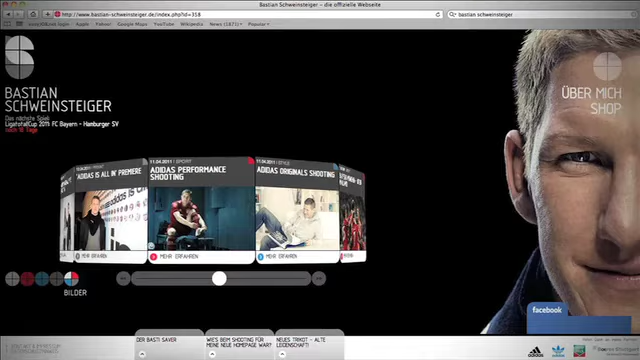 Bastian Schweinsteiger - die offizielle Webseite
http://www.bastian-schweinsteiger.de/index.php?id=318
bastian schweinsteiger
Apple Yahoo! Google Maps YouTube Wikipedia News (187) Popular
BASTIAN
SCHWEINSTEIGER
Das nächste Spiel:
LigatotalCup 2011: FC Bayern - Hamburger SV
noch 10 Tage
ÜBER MICH
SHOP
'ADIDAS IS ALL IN' PREMIERE
MEHR ERFAHREN
11.04.2011 | SPORT
ADIDAS PERFORMANCE
SHOOTING
MEHR ERFAHREN
11.04.2011 | STYLE
ADIDAS ORIGINALS SHOOTING
MEHR ERFAHREN
BILDER
facebook
DER BASTI SAVER
WIE'S BEIM SHOOTING FÜR
MEINE NEUE HOMEPAGE WAR?
NEUES TRIKOT - ALTE
LEIDENSCHAFT!
adidas